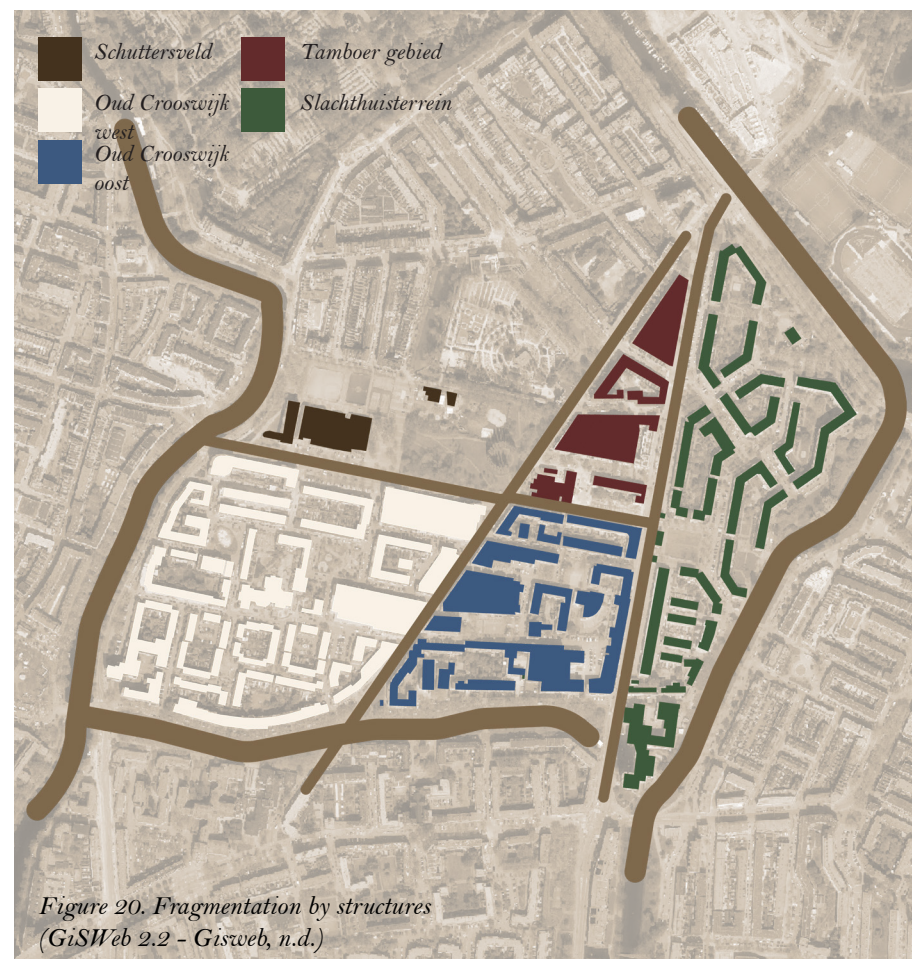 Schuttersveld
Tamboer gebied
Oud Crooswijk
west
Slachthuisterrein
Oud Crooswijk
oost
Figure 20. Fragmentation by structures
(GiSWeb 2.2 - Gisweb, n.d.)